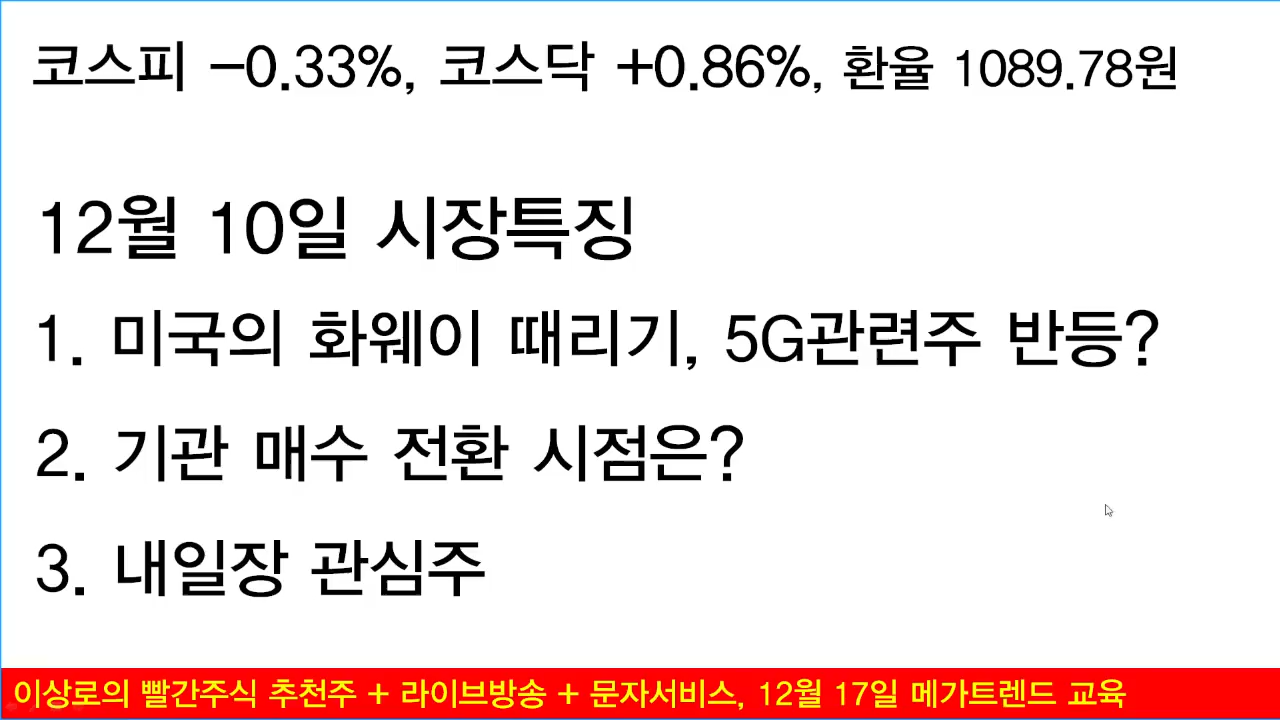 코스피 -0.33%, 코스닥 +0.86%, 환율 1089.78원
12월 10일 시장특징
1. 미국의 화웨이 때리기, 5G관련주 반등?
2. 기관 매수 전환 시점은?
3. 내일장 관심주
이상로의 빨간주식 추천주 + 라이브방송 + 문자서비스, 12월 17일 메가트렌드 교육